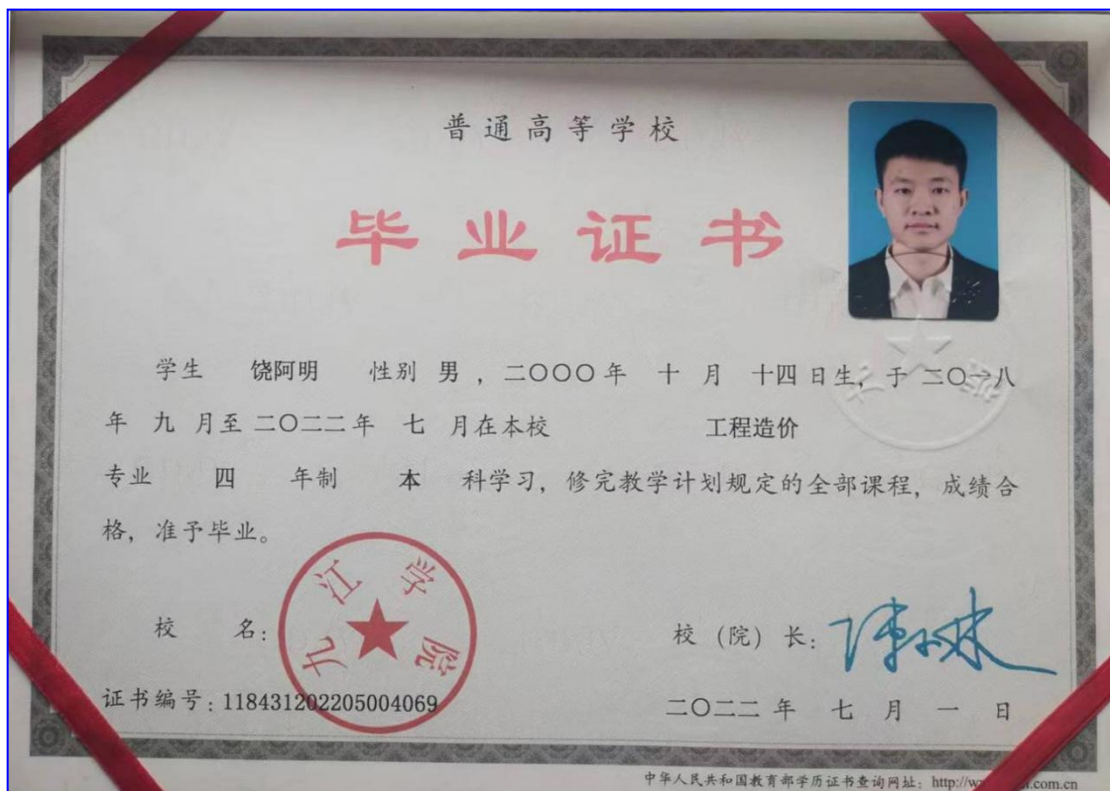 普通高等学校
毕业证书
学生 饶阿明 性别 男 ，二〇〇〇年 十 月 十四 日生，于 二〇一八
年 九 月至 二〇二二年 七 月在本校 工程造价
专业 四 年制 本 科学习，修完教学计划规定的全部课程，成绩合
格，准予毕业。
九江学院
校 名：
校（院）长：
证书编号：118431202205004069
二〇二二 年 七 月 一 日
中华人民共和国教育部学历证书查询网址：http://w
com.cn